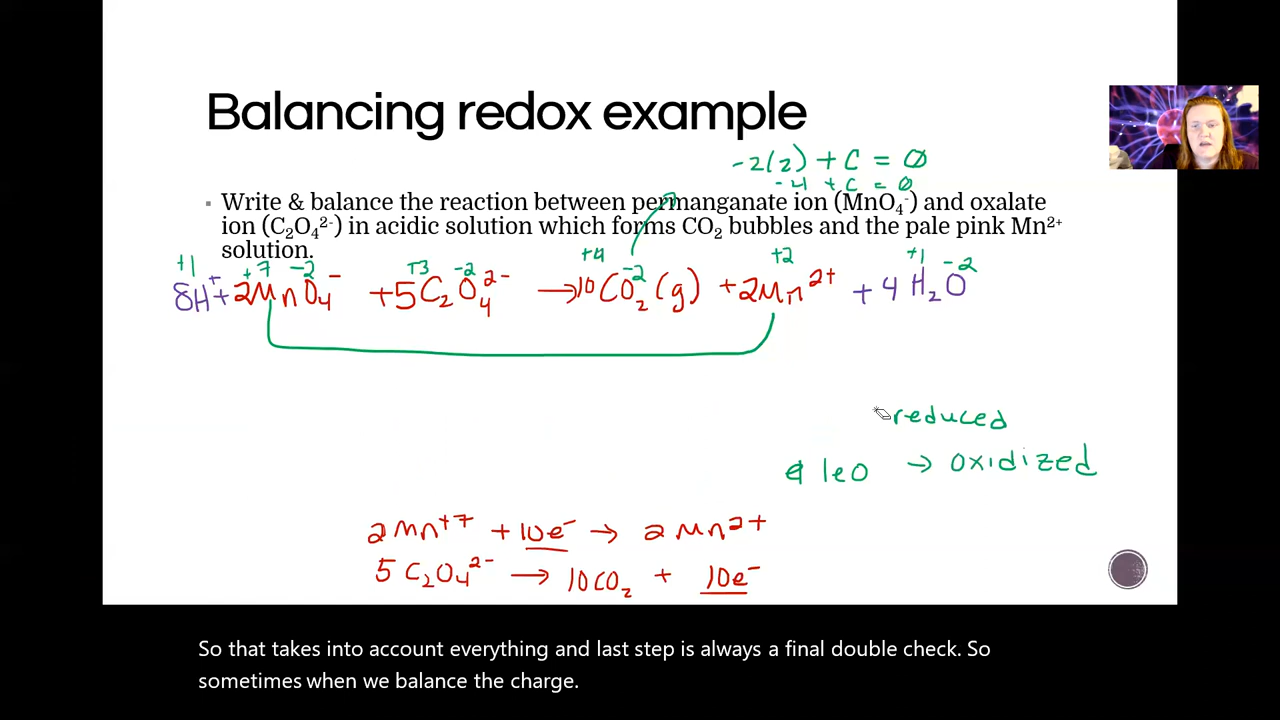 Balancing redox example
-2(2) + C = 0
-4 + C = 0
▪ Write & balance the reaction between permanganate ion (MnO₄⁻) and oxalate
ion (C₂O₄²⁻) in acidic solution which forms CO₂ bubbles and the pale pink Mn²⁺
solution.
+1 +7 -2 +3 -2 +4 -2 +2 +1 -2
8H⁺ + 2MnO₄⁻ + 5C₂O₄²⁻ → 10CO₂(g) + 2Mn²⁺ + 4H₂O
reduced
leo → oxidized
2Mn⁺⁷ + 10e⁻ → 2Mn²⁺
5C₂O₄²⁻ → 10CO₂ + 10e⁻
So that takes into account everything and last step is always a final double check. So
sometimes when we balance the charge.